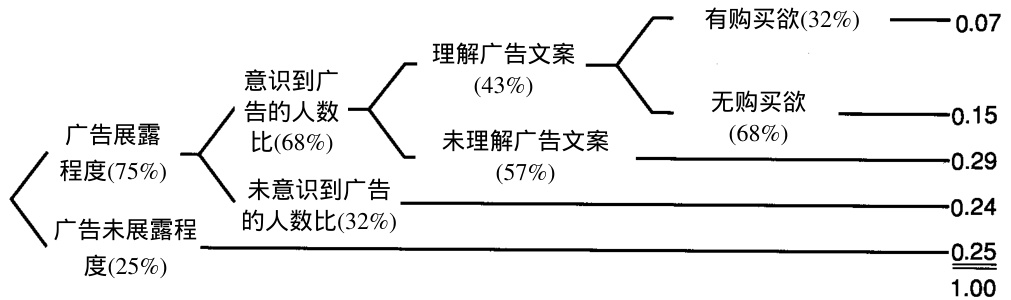 有购买欲(32%)
0.07
理解广告文案
(43%)
意识到广
告的人数
比(68%)
无购买欲
(68%)
0.15
广告展露
程度(75%)
未理解广告文案
(57%)
0.29
未意识到广告
的人数比(32%)
0.24
广告未展露程
度(25%)
0.25
1.00